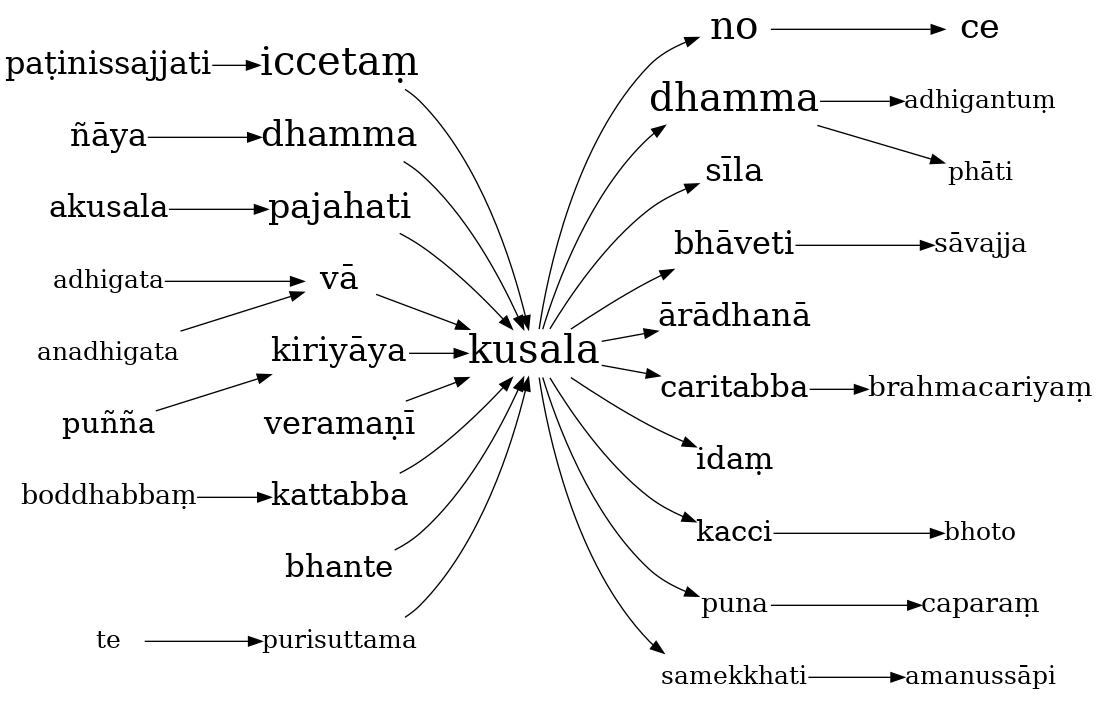 no ce
paṭinissajjati iccetaṃ
dhamma adhigantuṃ
ñāya dhamma
sīla phāti
akusala pajahati
bhāveti sāvajja
adhigata vā
ārādhanā
anadhigata kiriyāya kusala
caritabba brahmacariyaṃ
puñña veramaṇī
idaṃ
boddhabbaṃ kattabba
kacci bhoto
bhante
puna caparaṃ
te purisuttama
samekkhati amanussāpi